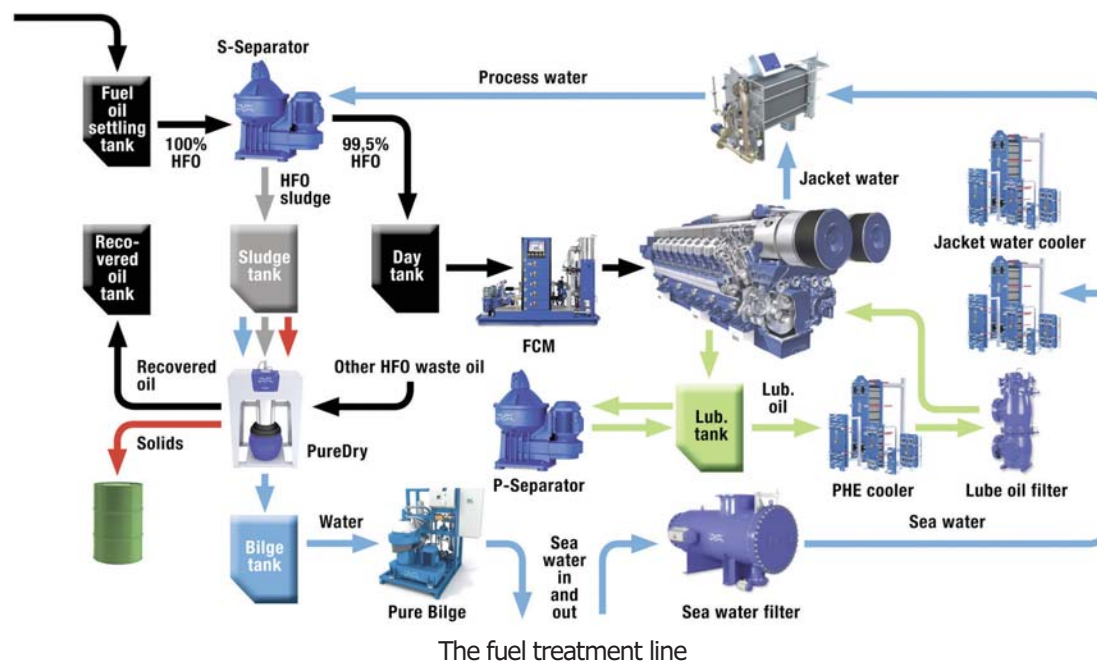 S-Separator
Process water
Fuel
oil
settling
tank
100%
HFO
99,5%
HFO
HFO
sludge
Jacket water
Jacket water cooler
Reco-
vered
oil tank
Sludge
tank
Day
tank
FCM
Recovered
oil
Other HFO waste oil
Solids
PureDry
Lub.
tank
Lub.
oil
P-Separator
PHE cooler
Lube oil filter
Bilge
tank
Water
Pure Bilge
Sea
water
in
and
out
Sea water filter
Sea water
The fuel treatment line